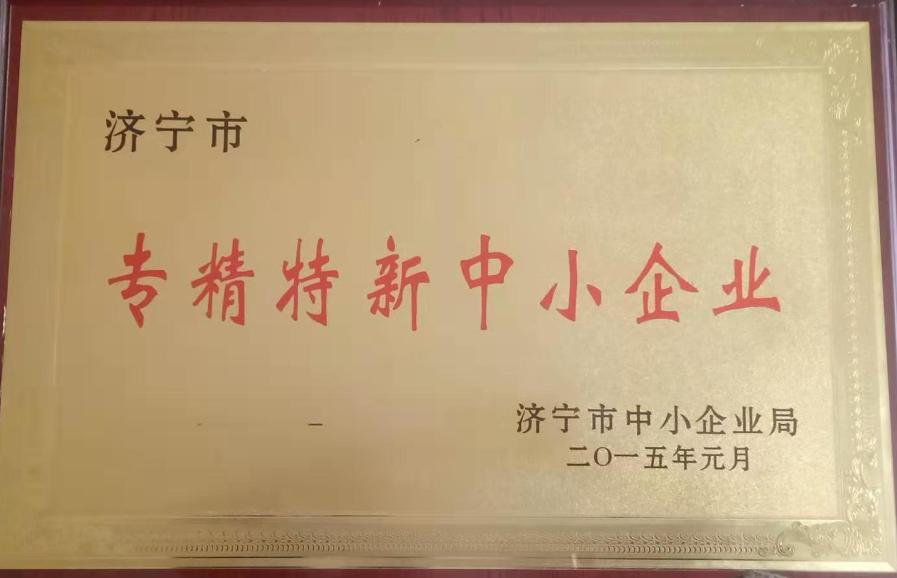 济宁市
专精特新中小企业
济宁市中小企业局
二〇一五年元月